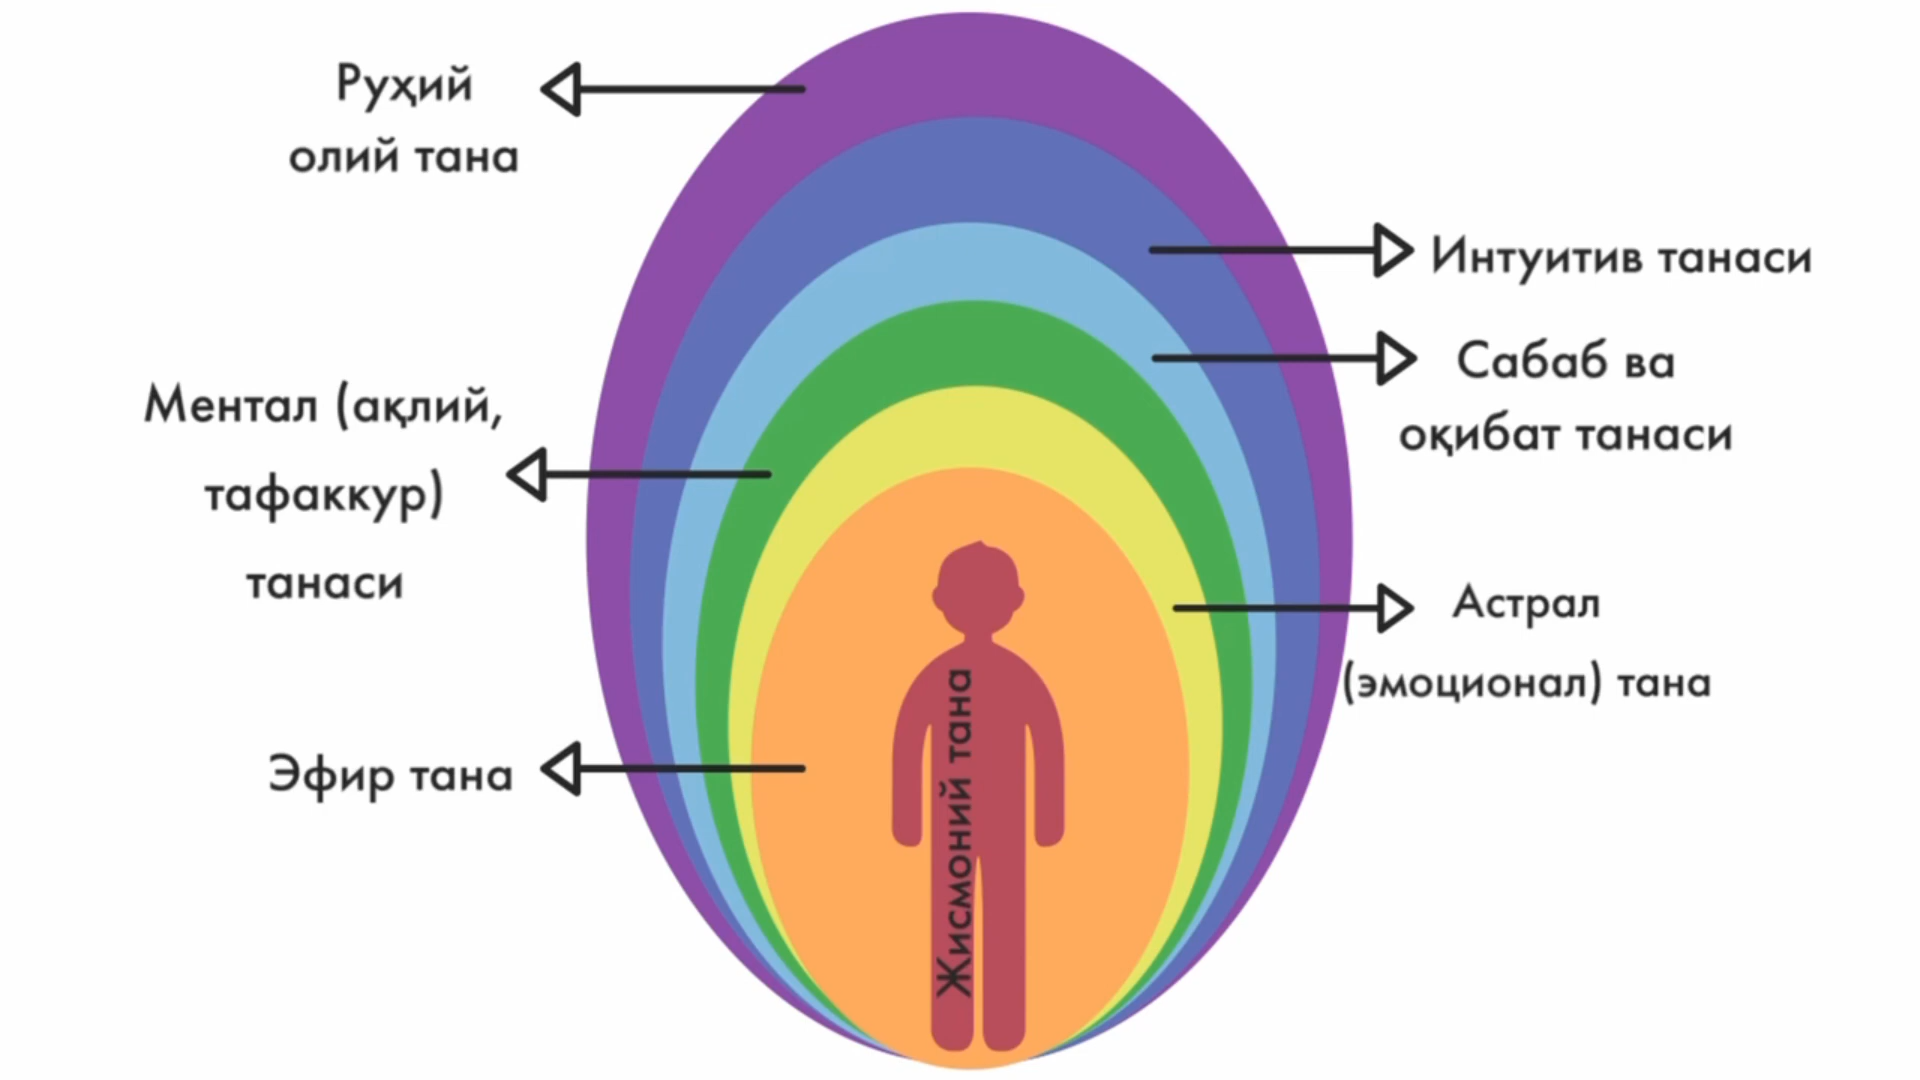 Руҳий
олий тана
Интуитив танаси
Сабаб ва
оқибат танаси
Ментал (ақлий,
тафаккур)
танаси
Астрал
(эмоционал) тана
Эфир тана
Жисмоний тана